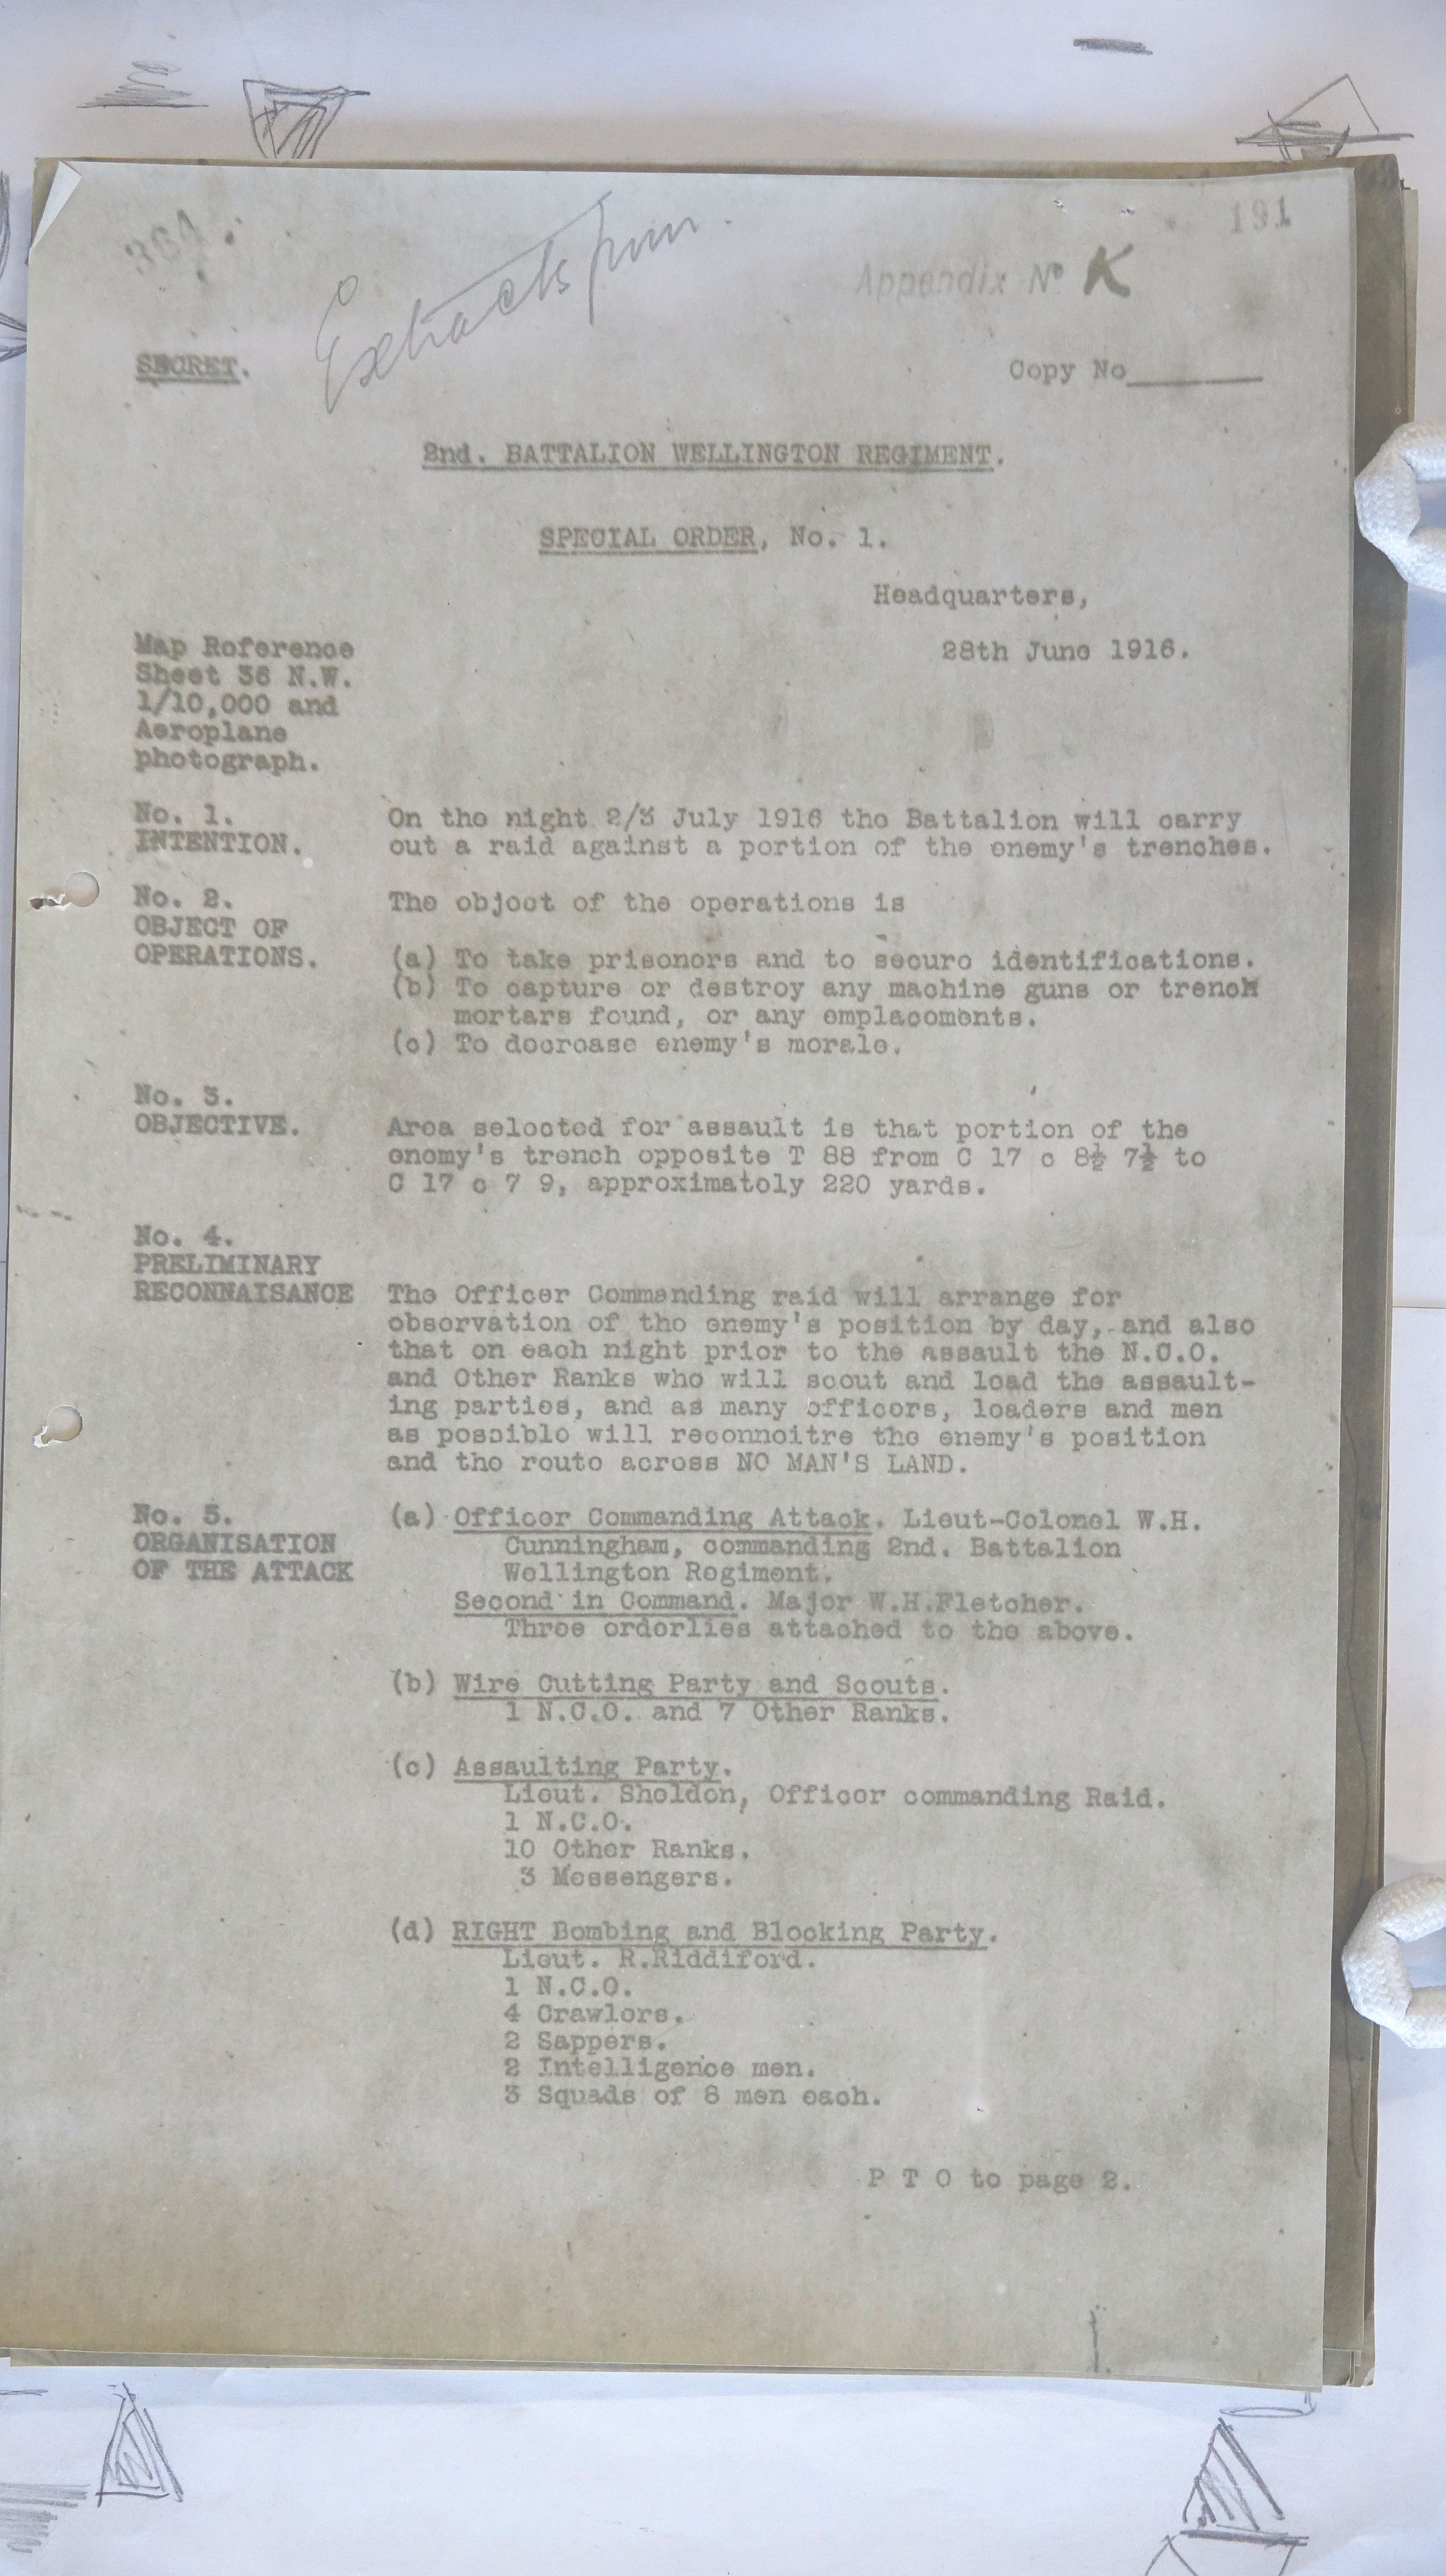 384.
Extracts from.
191
Appendix No K
SECRET.
Copy No
2nd. BATTALION WELLINGTON REGIMENT.
SPECIAL ORDER, No. 1.
Headquarters,
28th June 1916.
Map Reference
Sheet 36 N.W.
1/10,000 and
Aeroplane
photograph.
No. 1.
INTENTION.
On the night 2/3 July 1916 the Battalion will carry
out a raid against a portion of the enemy's trenches.
No. 2.
OBJECT OF
OPERATIONS.
The object of the operations is
(a) To take prisoners and to secure identifications.
(b) To capture or destroy any machine guns or trench
mortars found, or any emplacements.
(c) To decrease enemy's morale.
No. 3.
OBJECTIVE.
Area selected for assault is that portion of the
enemy's trench opposite T 88 from C 17 c 8½ 7½ to
C 17 c 7 9, approximately 220 yards.
No. 4.
PRELIMINARY
RECONNAISANCE
The Officer Commanding raid will arrange for
observation of the enemy's position by day, and also
that on each night prior to the assault the N.C.O.
and Other Ranks who will scout and lead the assault-
ing parties, and as many officers, leaders and men
as possible will reconnoitre the enemy's position
and the route across NO MAN'S LAND.
No. 5.
ORGANISATION
OF THE ATTACK
(a) Officer Commanding Attack. Lieut-Colonel W.H.
Cunningham, commanding 2nd. Battalion
Wellington Regiment.
Second in Command. Major W.H.Fletcher.
Three orderlies attached to the above.
(b) Wire Cutting Party and Scouts.
1 N.C.O. and 7 Other Ranks.
(c) Assaulting Party.
Lieut. Sheldon, Officer commanding Raid.
1 N.C.O.
10 Other Ranks.
3 Messengers.
(d) RIGHT Bombing and Blocking Party.
Lieut. R.Riddiford.
1 N.C.O.
4 Crawlers.
2 Sappers.
2 Intelligence men.
3 Squads of 8 men each.
P T O to page 2.